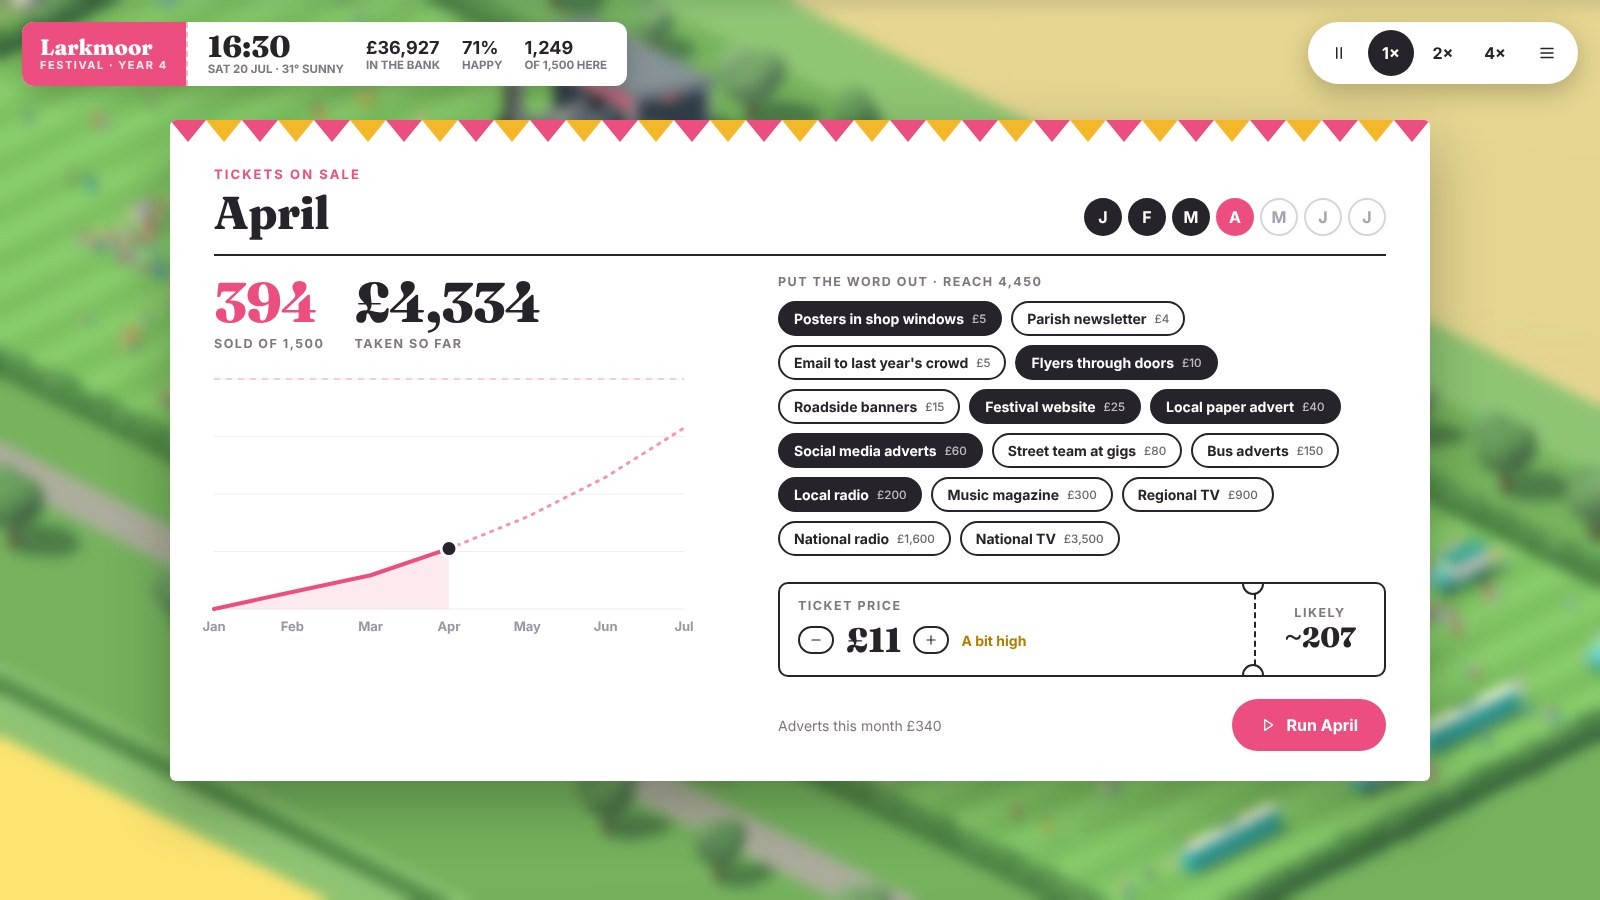 Larkmoor
FESTIVAL · YEAR 4
16:30
SAT 20 JUL · 31° SUNNY
£36,927
IN THE BANK
71%
HAPPY
1,249
OF 1,500 HERE
1×
2×
4×
TICKETS ON SALE
April
J F M A M J J
394
SOLD OF 1,500
£4,334
TAKEN SO FAR
Jan Feb Mar Apr May Jun Jul
PUT THE WORD OUT · REACH 4,450
Posters in shop windows £5
Parish newsletter £4
Email to last year's crowd £5
Flyers through doors £10
Roadside banners £15
Festival website £25
Local paper advert £40
Social media adverts £60
Street team at gigs £80
Bus adverts £150
Local radio £200
Music magazine £300
Regional TV £900
National radio £1,600
National TV £3,500
TICKET PRICE
− £11 + A bit high
LIKELY
~207
Adverts this month £340
Run April